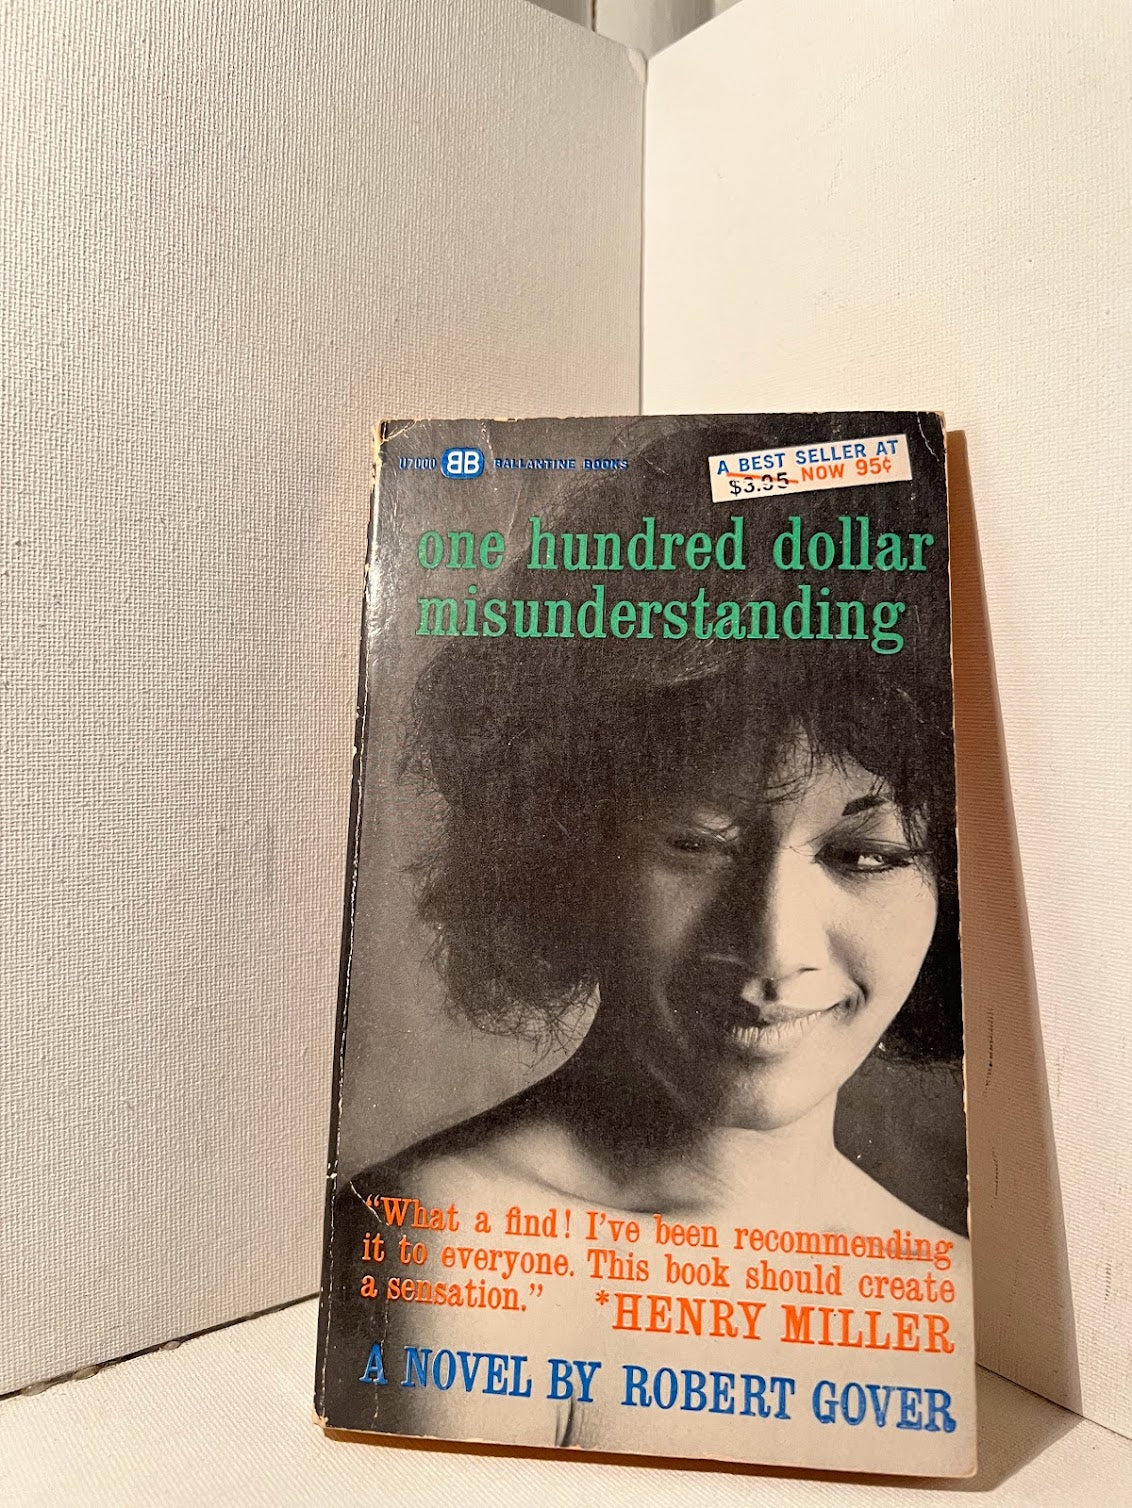 U7000 BB BALLANTINE BOOKS
A BEST SELLER AT
$3.95 NOW 95¢
one hundred dollar
misunderstanding
“What a find! I’ve been recommending
it to everyone. This book should create
a sensation.” *HENRY MILLER
A NOVEL BY ROBERT GOVER